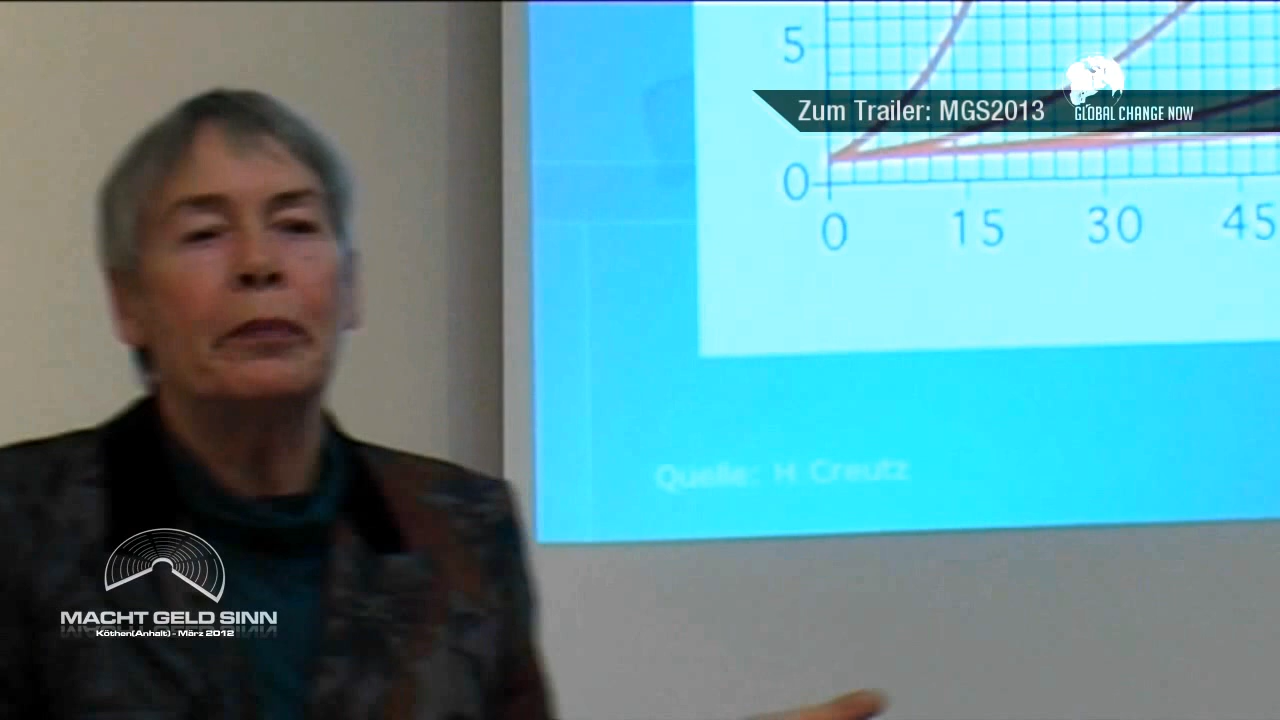 5
Zum Trailer: MGS2013
GLOBAL CHANGE NOW
0
0 15 30 45
Quelle: H Creutz
MACHT GELD SINN
Köthen(Anhalt) - März 2012